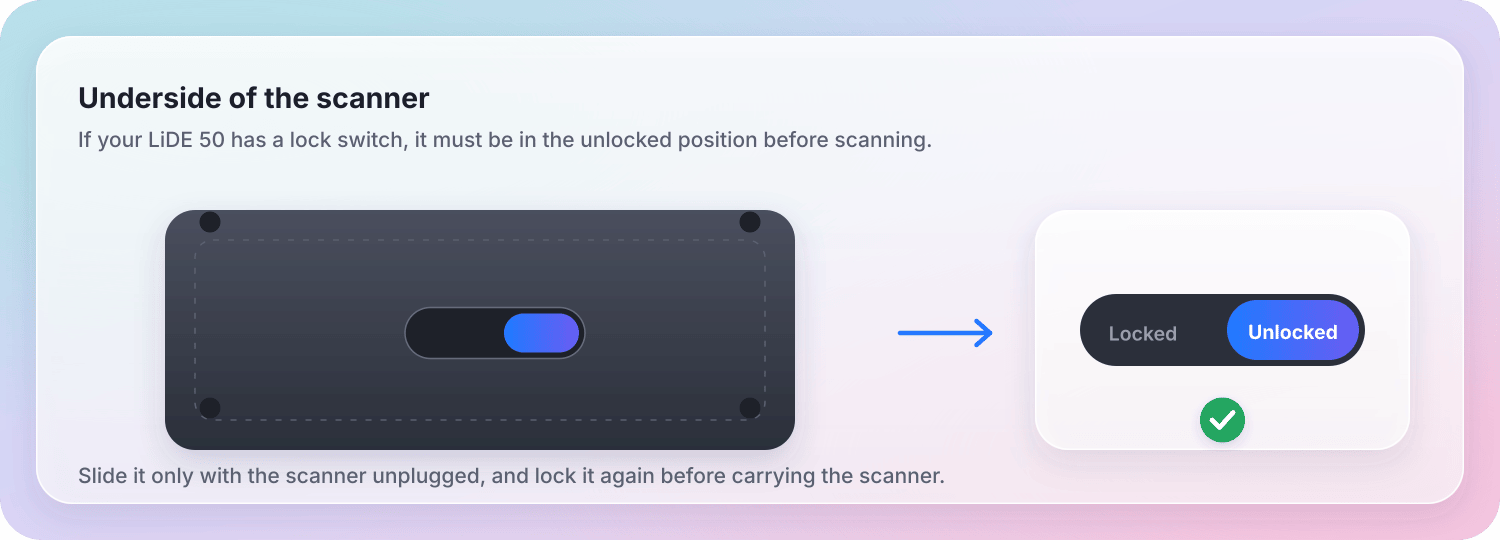 Underside of the scanner
If your LiDE 50 has a lock switch, it must be in the unlocked position before scanning.
Locked
Unlocked
Slide it only with the scanner unplugged, and lock it again before carrying the scanner.